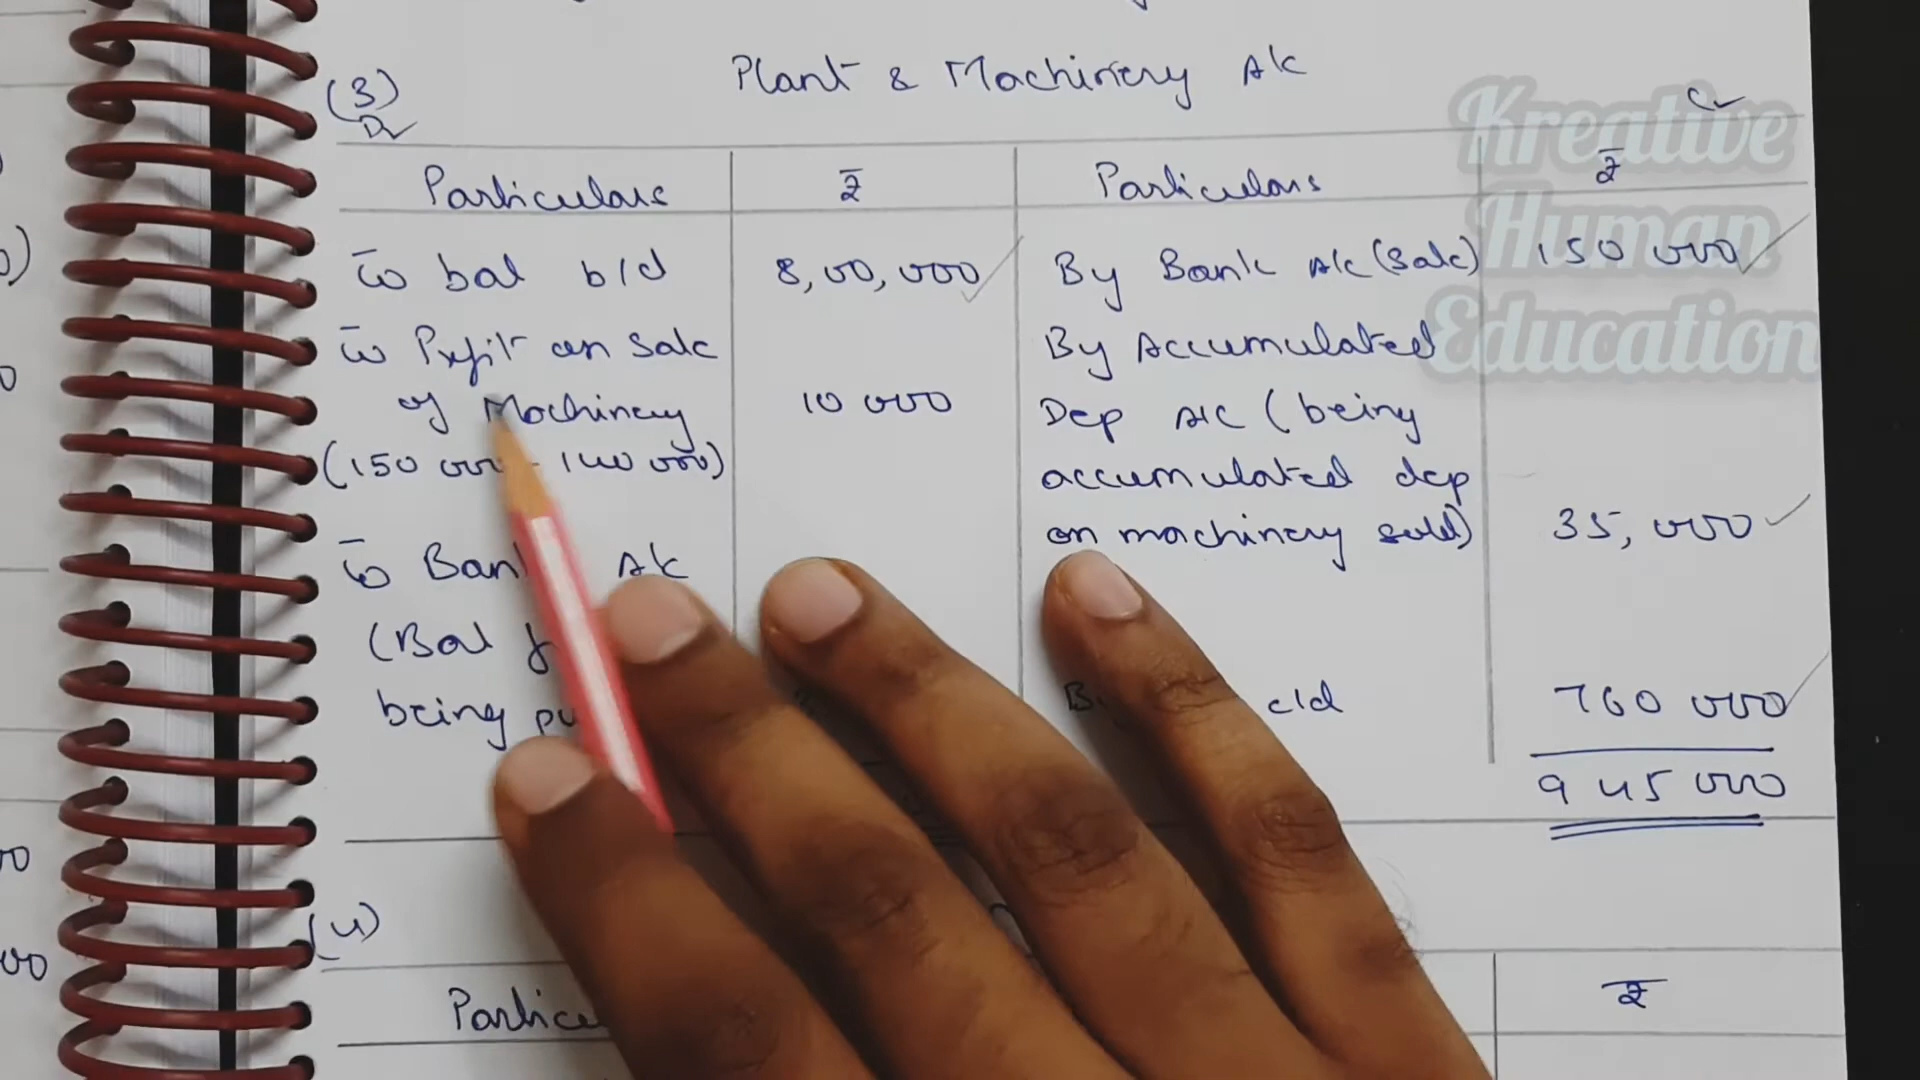 Plant & Machinery A/c
(3)
Dr
Cr
Particulars ₹ Particulars ₹
To bal b/d 8,00,000 By Bank A/c (Sale) 150 000
To Profit on Sale By Accumulated
of Machinery 10 000 Dep A/c (being
(150 000 - 140 000) accumulated dep
on machinery sold) 35,000
To Bank A/c
(Bal
being c/d 760 000
945 000
(4)
₹
Kreative
Human
Education